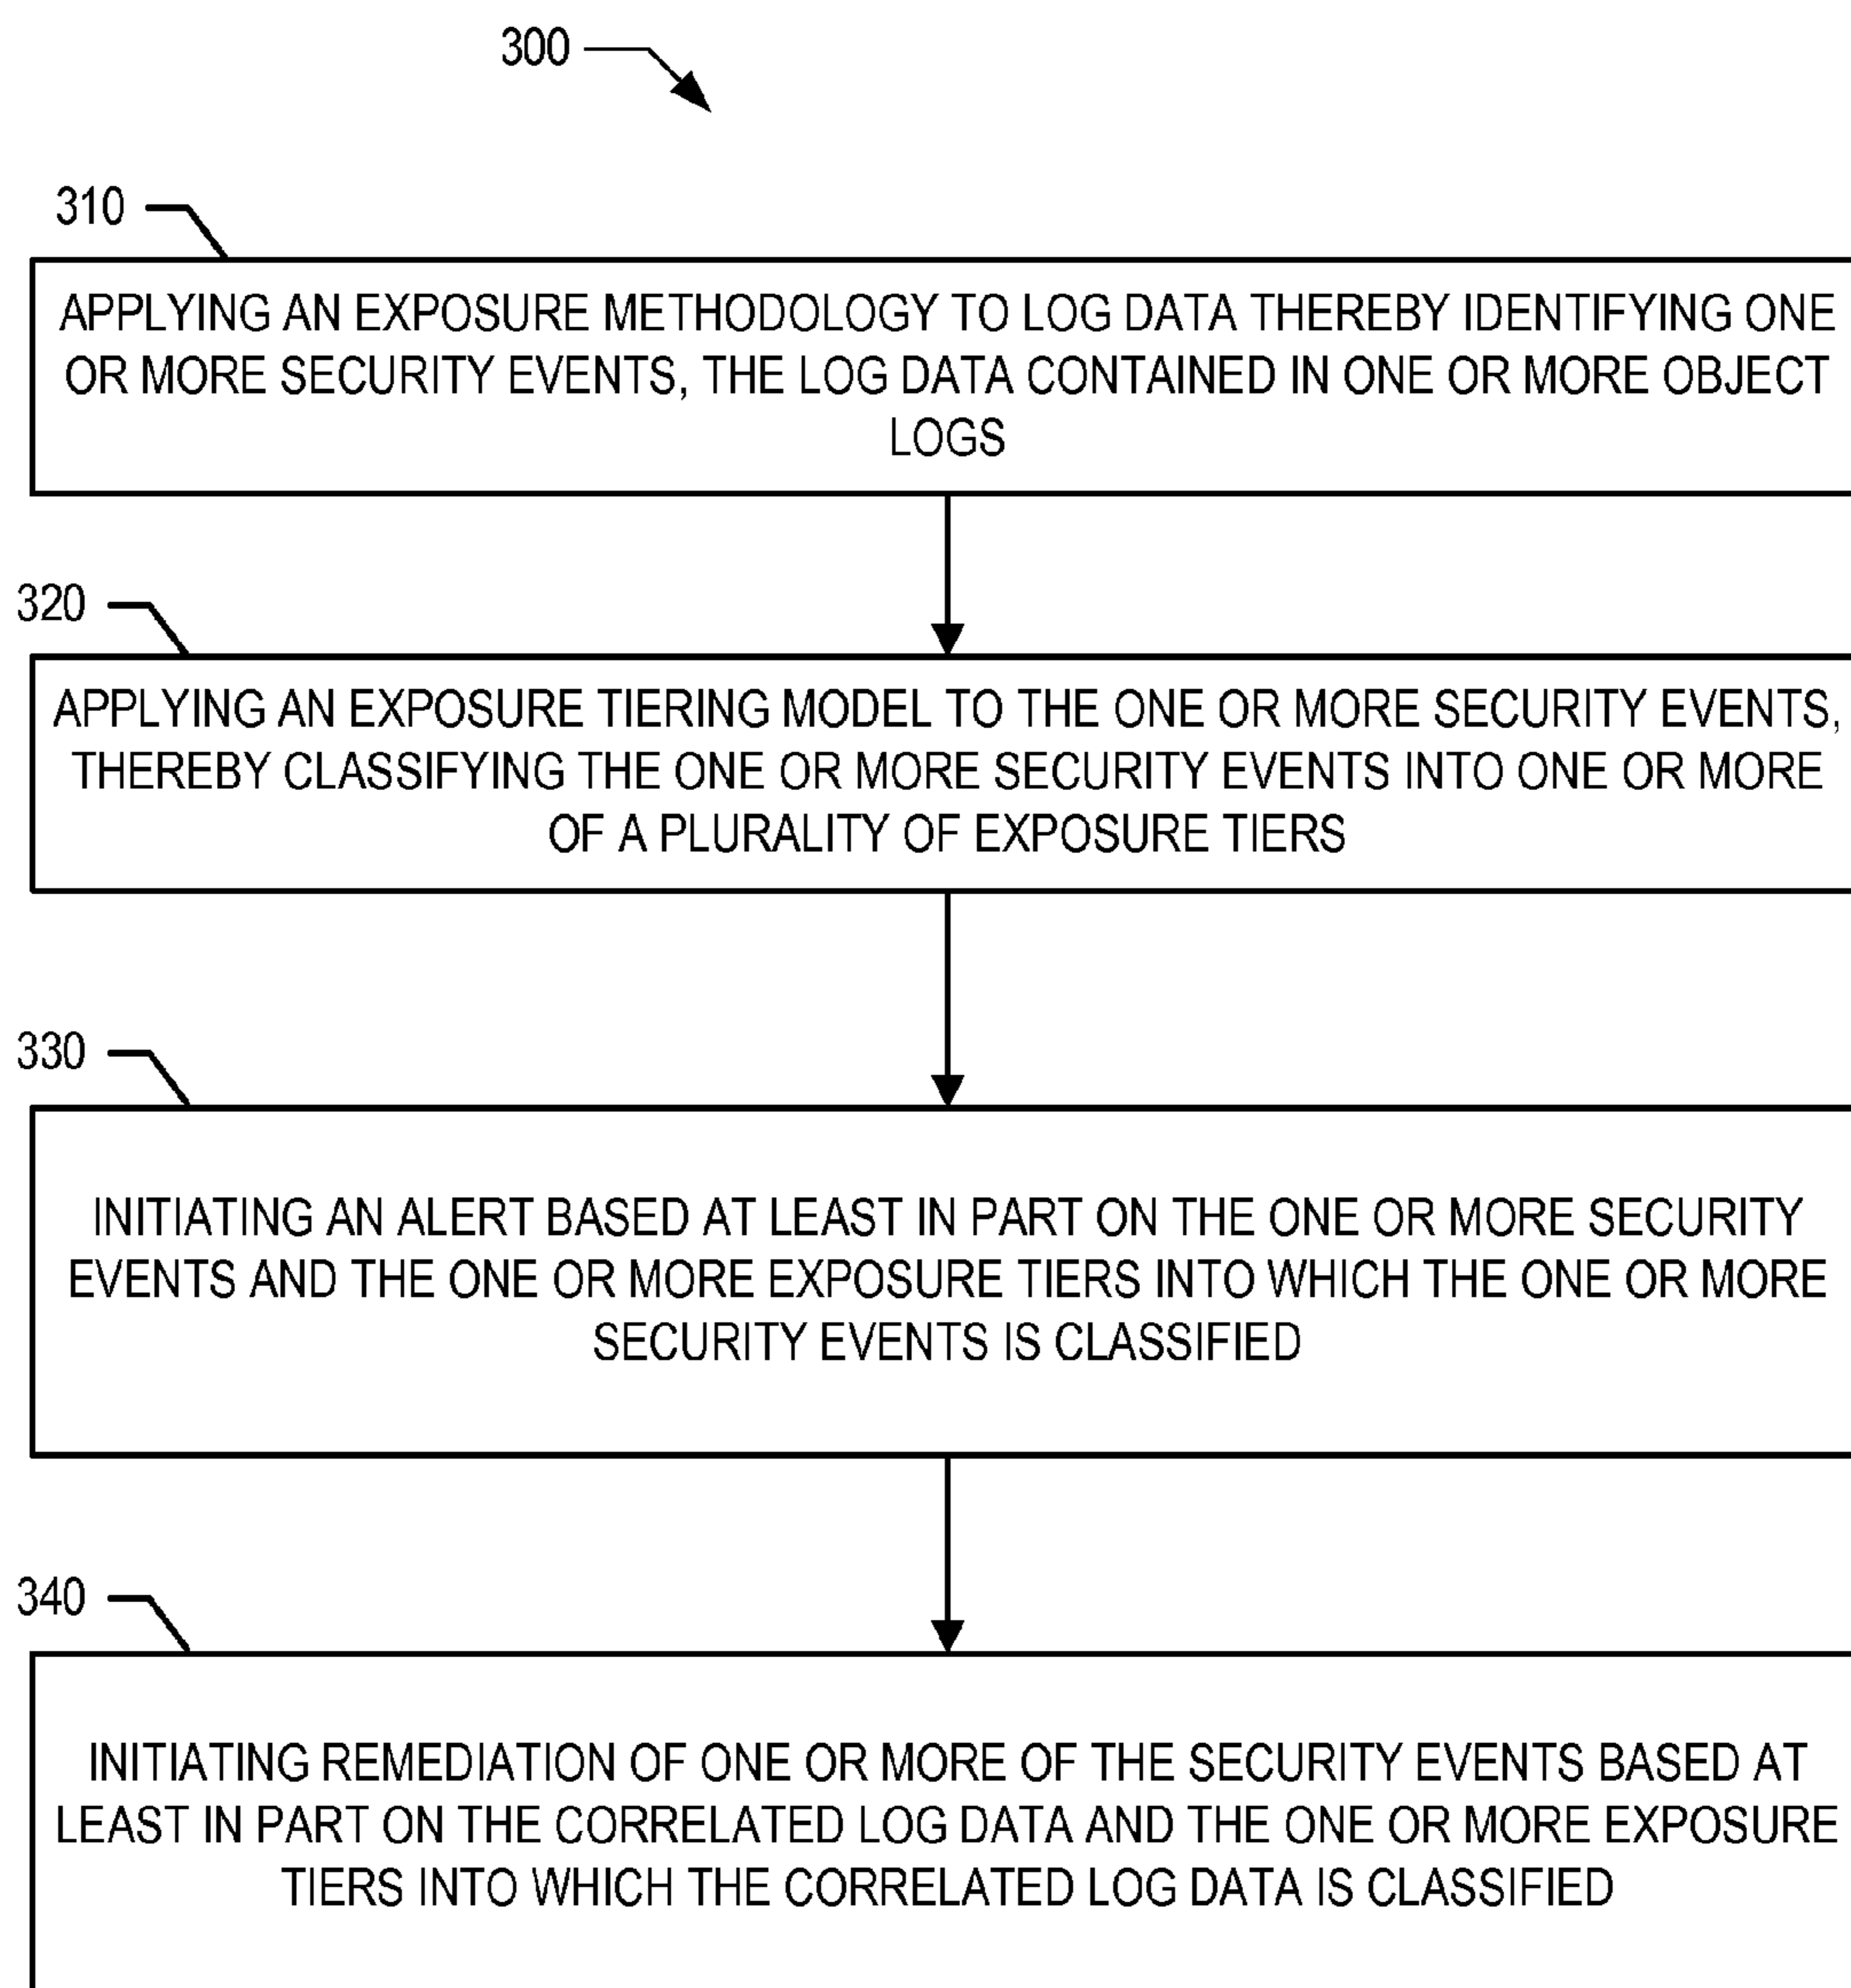 300
310
APPLYING AN EXPOSURE METHODOLOGY TO LOG DATA THEREBY IDENTIFYING ONE
OR MORE SECURITY EVENTS, THE LOG DATA CONTAINED IN ONE OR MORE OBJECT
LOGS
320
APPLYING AN EXPOSURE TIERING MODEL TO THE ONE OR MORE SECURITY EVENTS,
THEREBY CLASSIFYING THE ONE OR MORE SECURITY EVENTS INTO ONE OR MORE
OF A PLURALITY OF EXPOSURE TIERS
330
INITIATING AN ALERT BASED AT LEAST IN PART ON THE ONE OR MORE SECURITY
EVENTS AND THE ONE OR MORE EXPOSURE TIERS INTO WHICH THE ONE OR MORE
SECURITY EVENTS IS CLASSIFIED
340
INITIATING REMEDIATION OF ONE OR MORE OF THE SECURITY EVENTS BASED AT
LEAST IN PART ON THE CORRELATED LOG DATA AND THE ONE OR MORE EXPOSURE
TIERS INTO WHICH THE CORRELATED LOG DATA IS CLASSIFIED